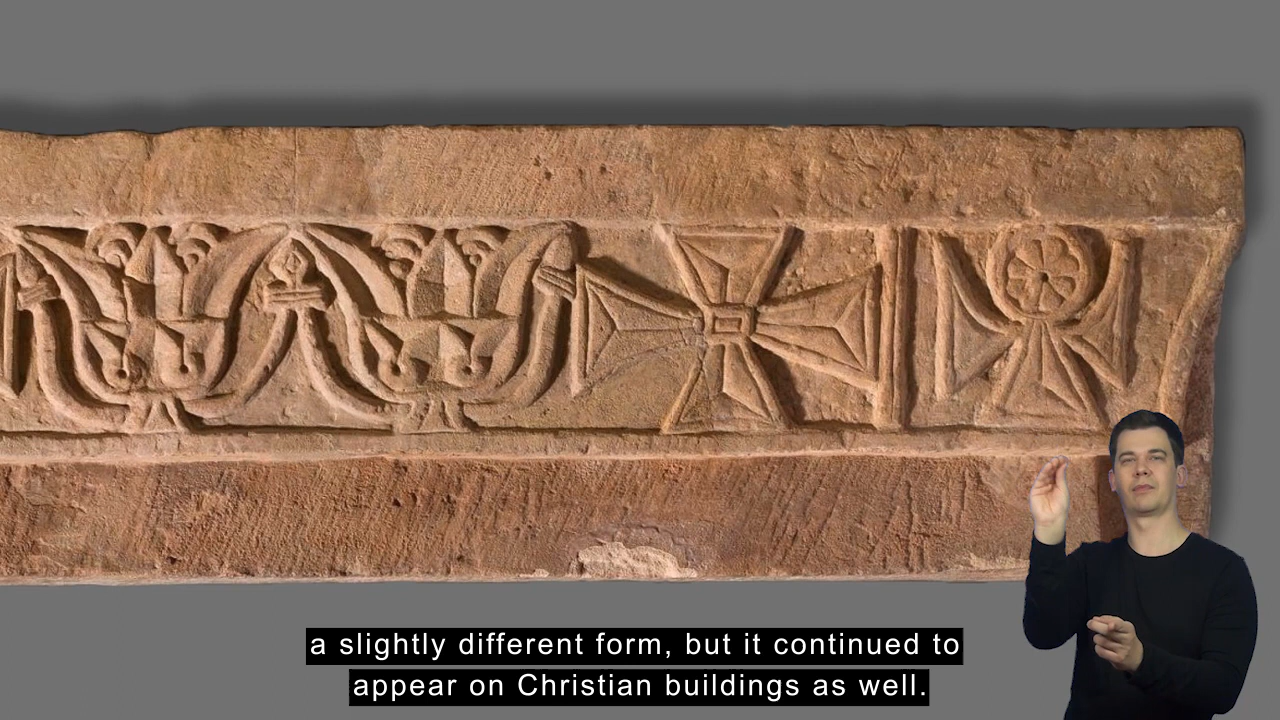 a slightly different form, but it continued to
appear on Christian buildings as well.